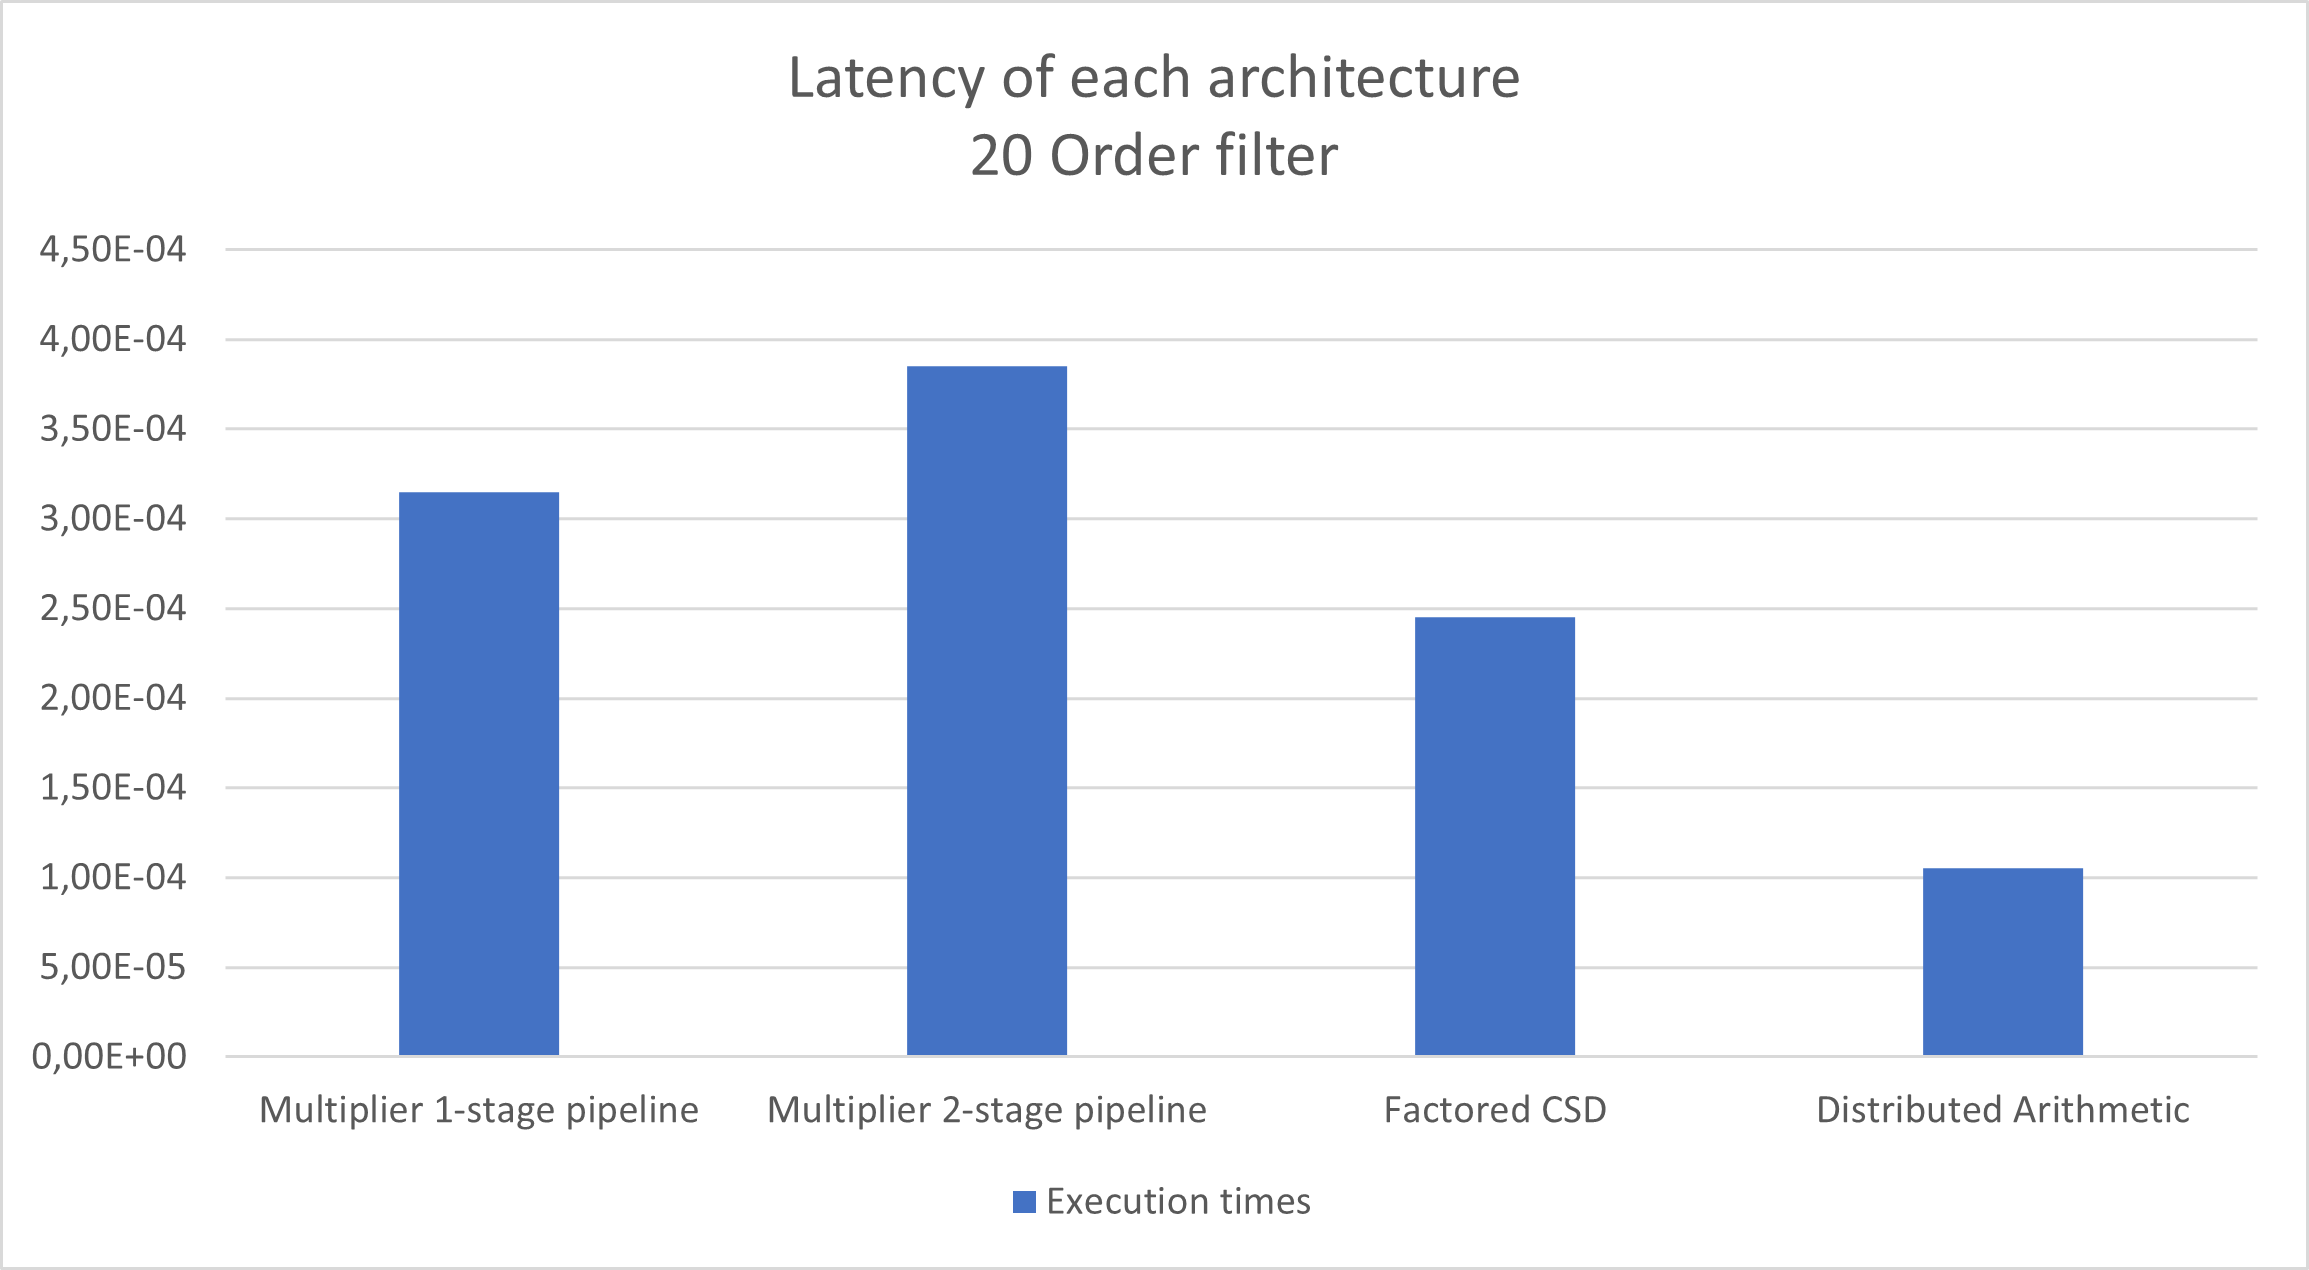 Latency of each architecture
20 Order filter
4,50E-04
4,00E-04
3,50E-04
3,00E-04
2,50E-04
2,00E-04
1,50E-04
1,00E-04
5,00E-05
0,00E+00
Multiplier 1-stage pipeline
Multiplier 2-stage pipeline
Factored CSD
Distributed Arithmetic
Execution times